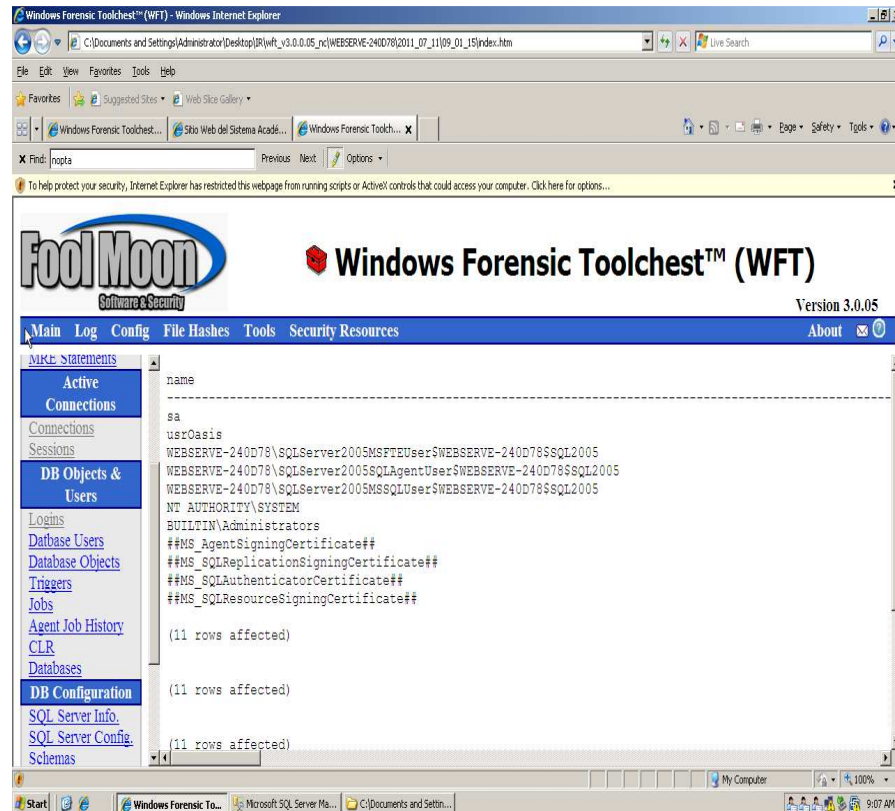 Windows Forensic Toolchest™ (WFT) - Windows Internet Explorer
C:\Documents and Settings\Administrator\Desktop\IR\wft_v3.0.0.05_nc\WEBSERVE-240D78\2011_07_11\09_01_15\index.htm
Live Search
File Edit View Favorites Tools Help
Favorites Suggested Sites Web Slice Gallery
Windows Forensic Toolchest... Sitio Web del Sistema Acadé... Windows Forensic Toolch... X
Page Safety Tools
X Find: nopta Previous Next Options
To help protect your security, Internet Explorer has restricted this webpage from running scripts or ActiveX controls that could access your computer. Click here for options...
Fool Moon
Software & Security
Windows Forensic Toolchest™ (WFT)
Version 3.0.05
Main Log Config File Hashes Tools Security Resources About
MRE Statements
Active Connections
Connections
Sessions
DB Objects & Users
Logins
Datbase Users
Database Objects
Triggers
Jobs
Agent Job History
CLR
Databases
DB Configuration
SQL Server Info.
SQL Server Config.
Schemas
name
sa
usrOasis
WEBSERVE-240D78\SQLServer2005MSFTEUser$WEBSERVE-240D78$SQL2005
WEBSERVE-240D78\SQLServer2005SQLAgentUser$WEBSERVE-240D78$SQL2005
WEBSERVE-240D78\SQLServer2005MSSQLUser$WEBSERVE-240D78$SQL2005
NT AUTHORITY\SYSTEM
BUILTIN\Administrators
##MS_AgentSigningCertificate##
##MS_SQLReplicationSigningCertificate##
##MS_SQLAuthenticatorCertificate##
##MS_SQLResourceSigningCertificate##
(11 rows affected)
(11 rows affected)
(11 rows affected)
My Computer 100%
Start Windows Forensic To... Microsoft SQL Server Ma... C:\Documents and Settin... 9:07 AM